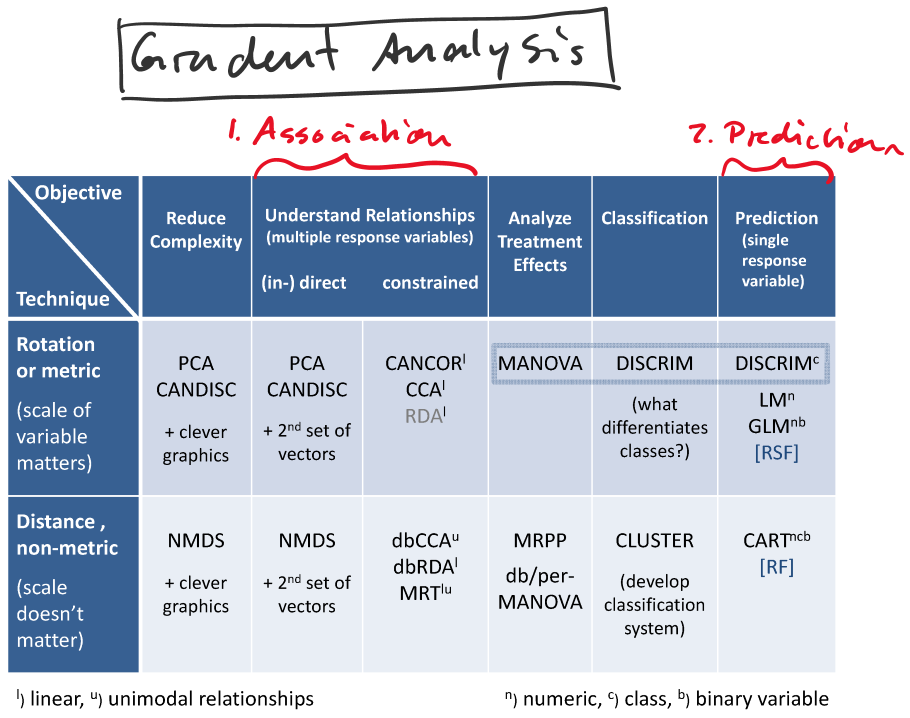 Gradent Analysis
1. Association
2. Prediction
Objective
Technique
Reduce
Complexity
Understand Relationships
(multiple response variables)
(in-) direct
constrained
Analyze
Treatment
Effects
Classification
Prediction
(single
response
variable)
Rotation
or metric
(scale of
variable
matters)
PCA
CANDISC
+ clever
graphics
PCA
CANDISC
+ 2nd set of
vectors
CANCORl
CCAl
RDAl
MANOVA
DISCRIM
(what
differentiates
classes?)
DISCRIMc
LMn
GLMnb
[RSF]
Distance ,
non-metric
(scale
doesn't
matter)
NMDS
+ clever
graphics
NMDS
+ 2nd set of
vectors
dbCCAu
dbRDAl
MRTlu
MRPP
db/per-
MANOVA
CLUSTER
(develop
classification
system)
CARTncb
[RF]
l) linear, u) unimodal relationships
n) numeric, c) class, b) binary variable